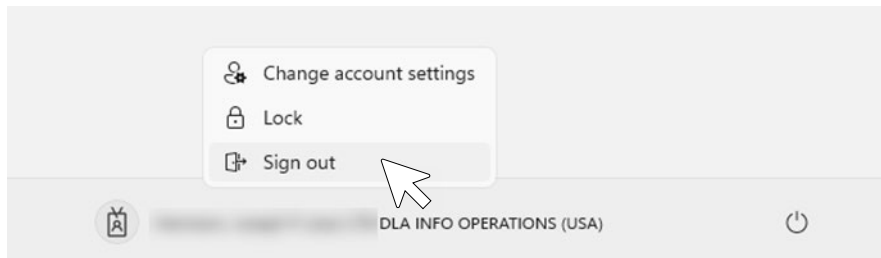 Change account settings
Lock
Sign out
DLA INFO OPERATIONS (USA)